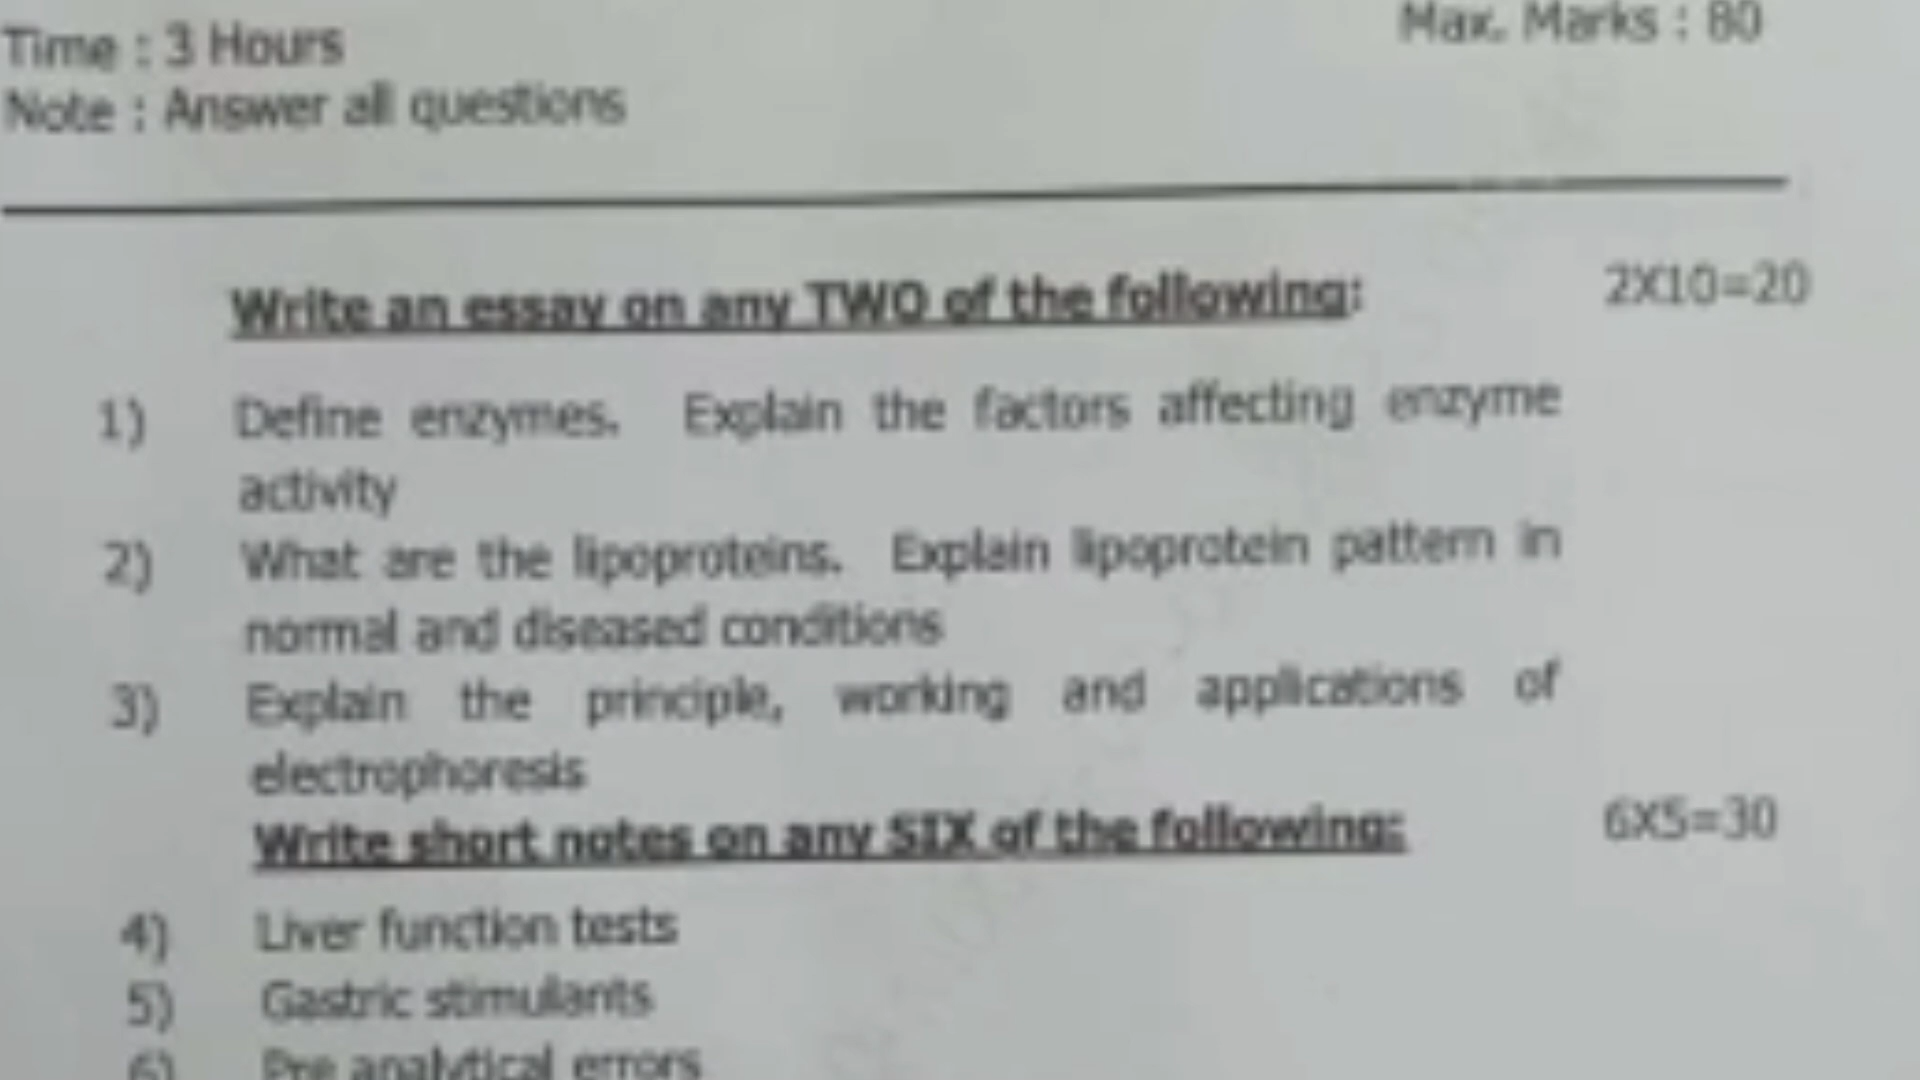 Time : 3 Hours
Max. Marks : 80
Note : Answer all questions
Write an essay on any TWO of the following:
2X10=20
1) Define enzymes. Explain the factors affecting enzyme
activity
2) What are the lipoproteins. Explain lipoprotein pattern in
normal and diseased conditions
3) Explain the principle, working and applications of
electrophoresis
Write short notes on any SIX of the following:
6X5=30
4) Liver function tests
5) Gastric stimulants
6) Pre analytical errors